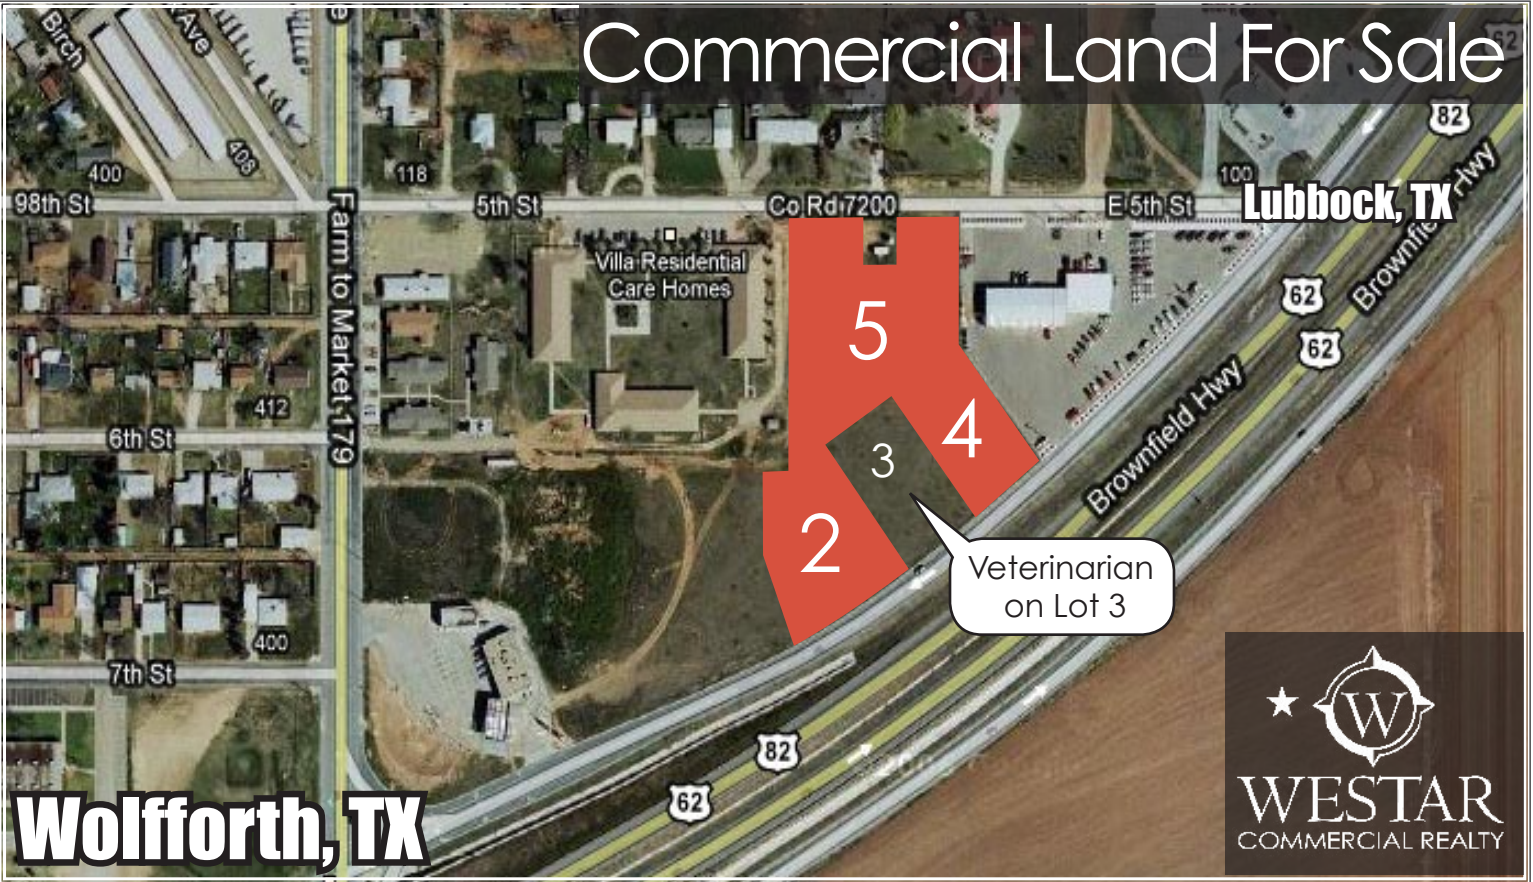 Commercial Land For Sale
Birch
Ave
e
62
82
400
408
118
100
98th St
5th St
Co Rd 7200
E 5th St
Lubbock, TX
Brownfield Hwy
Farm to Market 179
Villa Residential
Care Homes
62
62
5
412
6th St
4
3
Brownfield Hwy
2
Veterinarian
on Lot 3
400
7th St
82
62
Wolfforth, TX
W
WESTAR
COMMERCIAL REALTY